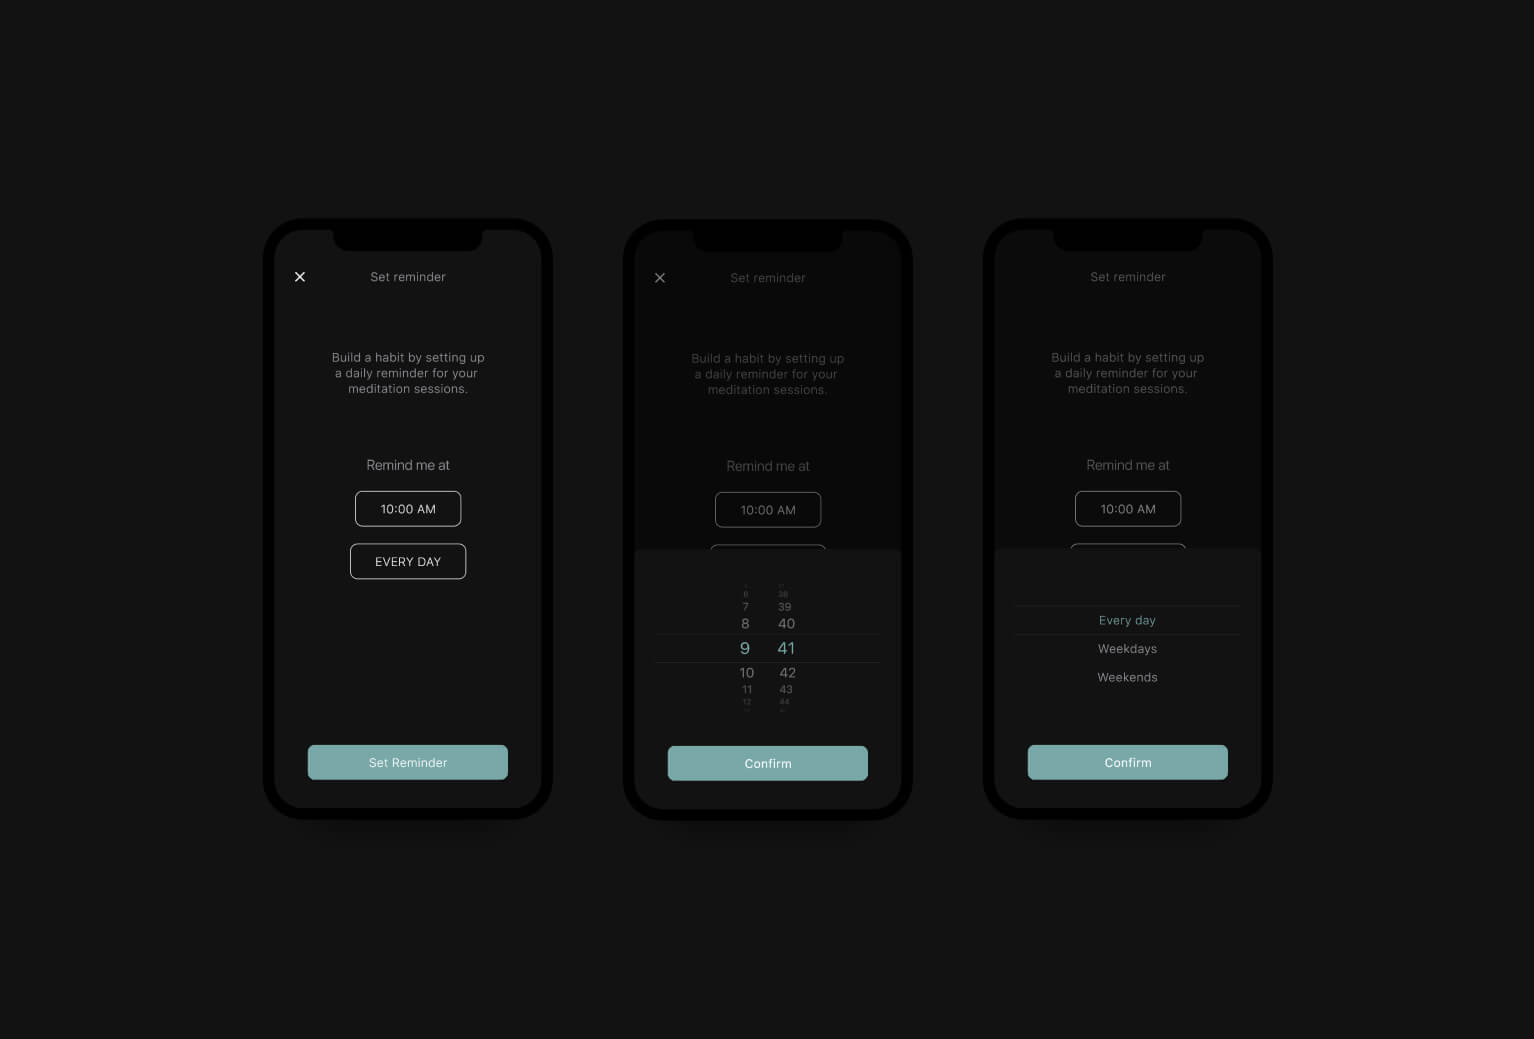 Set reminder
Build a habit by setting up
a daily reminder for your
meditation sessions.
Remind me at
10:00 AM
EVERY DAY
Set Reminder
Set reminder
Build a habit by setting up
a daily reminder for your
meditation sessions.
Remind me at
10:00 AM
6 38
7 39
8 40
9 41
10 42
11 43
12 44
Confirm
Set reminder
Build a habit by setting up
a daily reminder for your
meditation sessions.
Remind me at
10:00 AM
Every day
Weekdays
Weekends
Confirm